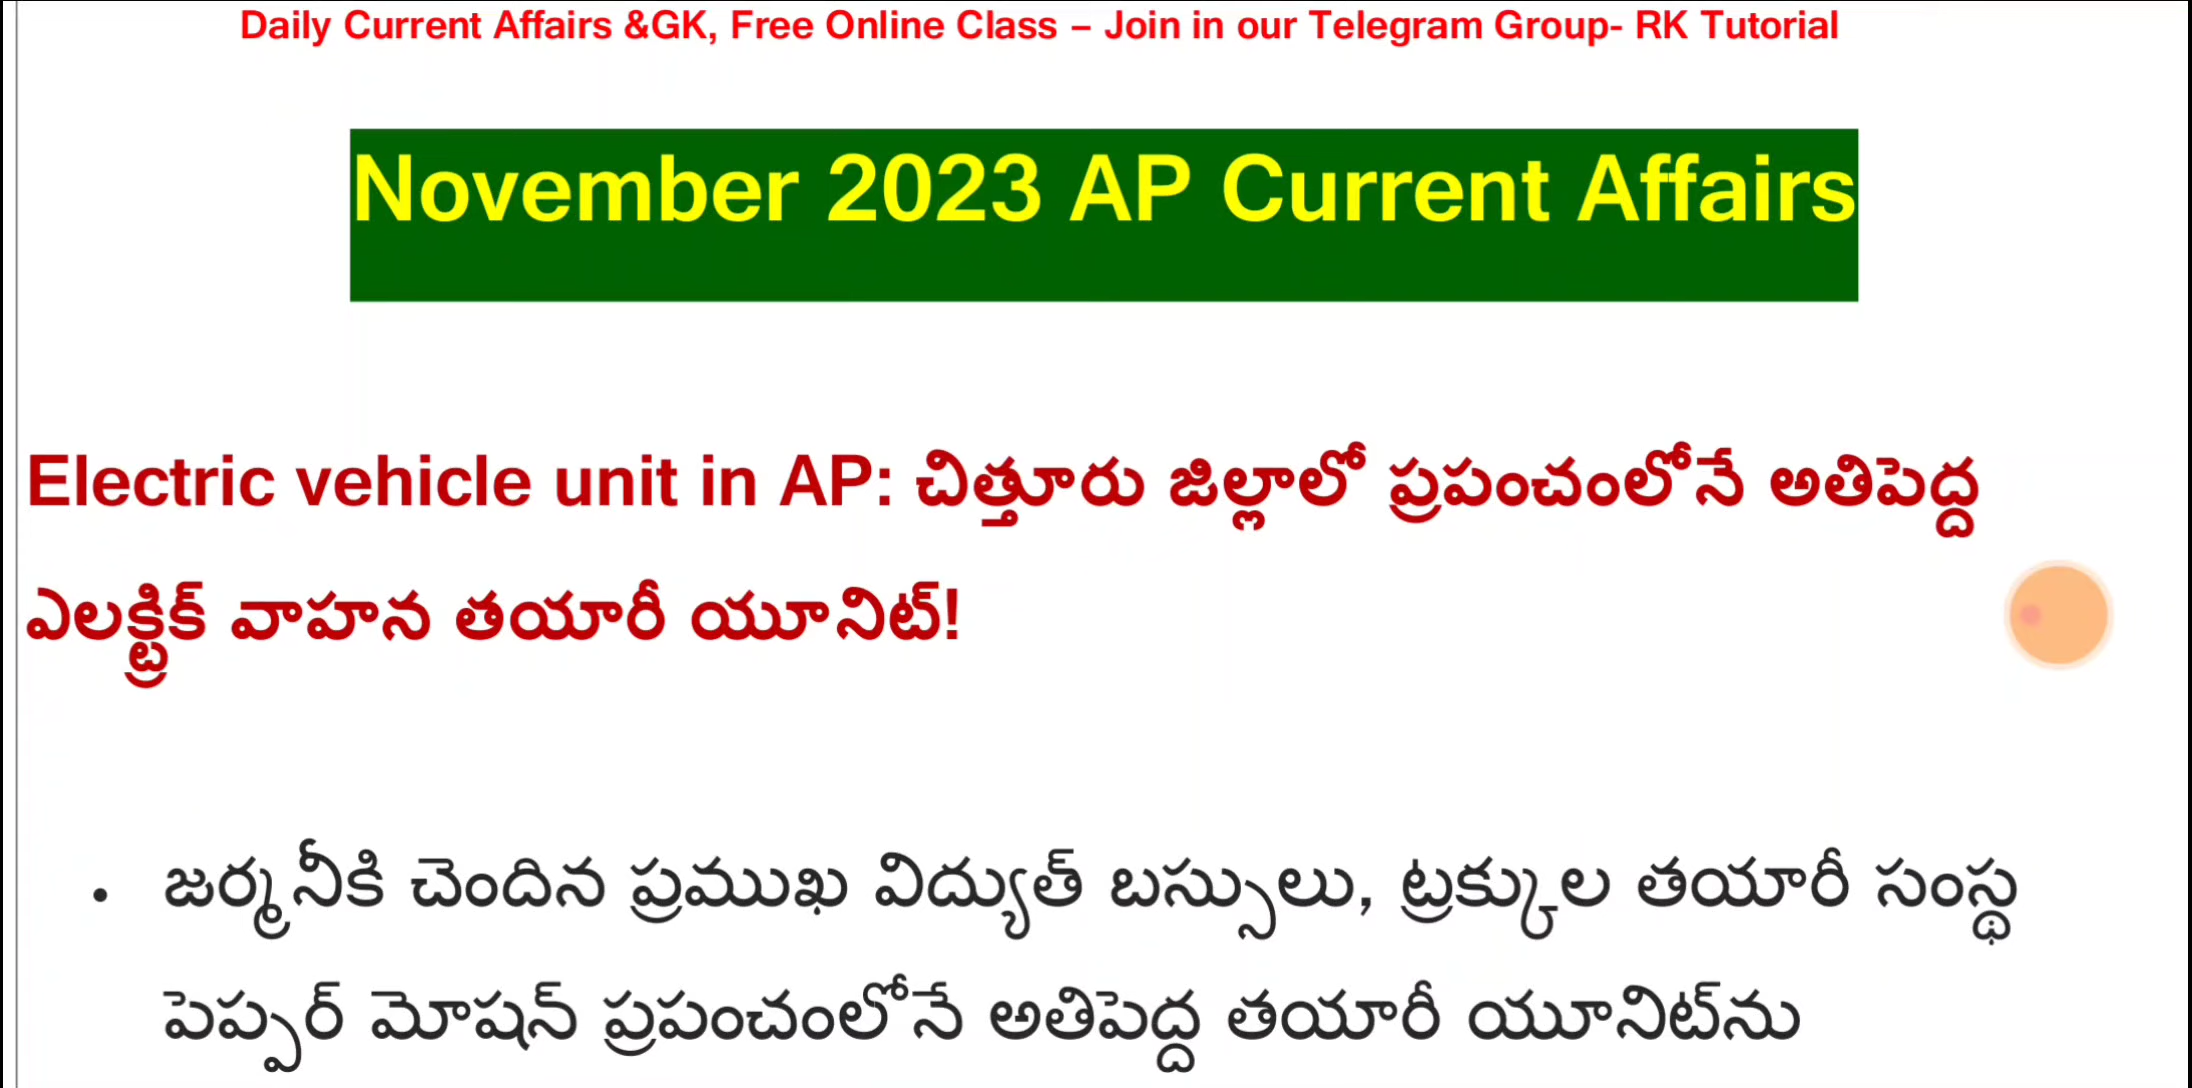 Daily Current Affairs &GK, Free Online Class – Join in our Telegram Group- RK Tutorial
November 2023 AP Current Affairs
Electric vehicle unit in AP: చిత్తూరు జిల్లాలో ప్రపంచంలోనే అతిపెద్ద
ఎలక్ట్రిక్ వాహన తయారీ యూనిట్!
• జర్మనీకి చెందిన ప్రముఖ విద్యుత్ బస్సులు, ట్రక్కుల తయారీ సంస్థ
పెప్పర్ మోషన్ ప్రపంచంలోనే అతిపెద్ద తయారీ యూనిట్‌ను